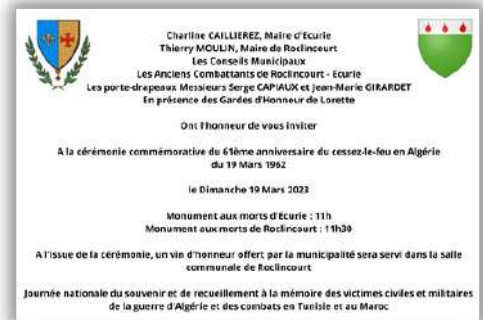 Charline CAILLIEREZ, Maire d'Ecurie
Thierry MOULIN, Maire de Roclincourt
Les Conseils Municipaux
Les Anciens Combattants de Roclincourt - Ecurie
Les porte-drapeaux Messieurs Serge CAPIAUX et Jean-Marie GIRARDET
En présence des Gardes d'Honneur de Lorette
Ont l'honneur de vous inviter
A la cérémonie commémorative du 61ème anniversaire du cessez-le-feu en Algérie
du 19 Mars 1962
le Dimanche 19 Mars 2023
Monument aux morts d'Ecurie : 11h
Monument aux morts de Roclincourt : 11h30
A l'issue de la cérémonie, un vin d'honneur offert par la municipalité sera servi dans la salle
communale de Roclincourt
Journée nationale du souvenir et de recueillement à la mémoire des victimes civiles et militaires
de la guerre d'Algérie et des combats en Tunisie et au Maroc